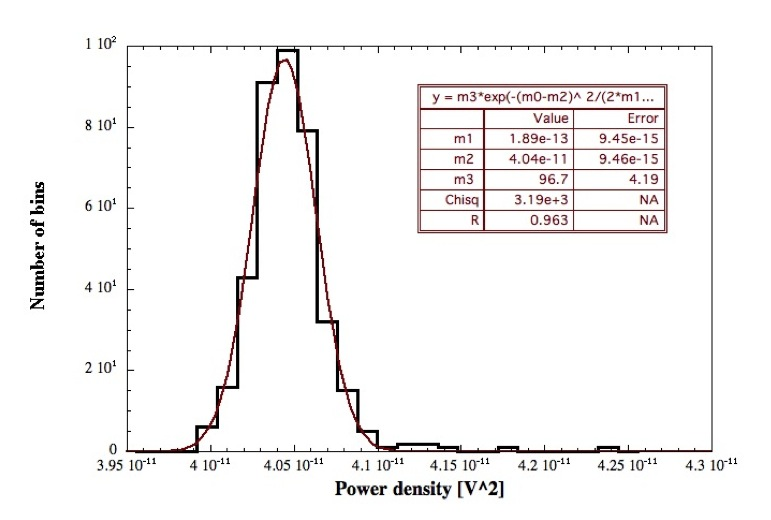 1 10²
8 10¹
6 10¹
4 10¹
2 10¹
0
Number of bins
y = m3*exp(-(m0-m2)^ 2/(2*m1...
Value Error
m1 1.89e-13 9.45e-15
m2 4.04e-11 9.46e-15
m3 96.7 4.19
Chisq 3.19e+3 NA
R 0.963 NA
3.95 10⁻¹¹ 4 10⁻¹¹ 4.05 10⁻¹¹ 4.1 10⁻¹¹ 4.15 10⁻¹¹ 4.2 10⁻¹¹ 4.25 10⁻¹¹ 4.3 10⁻¹¹
Power density [V^2]